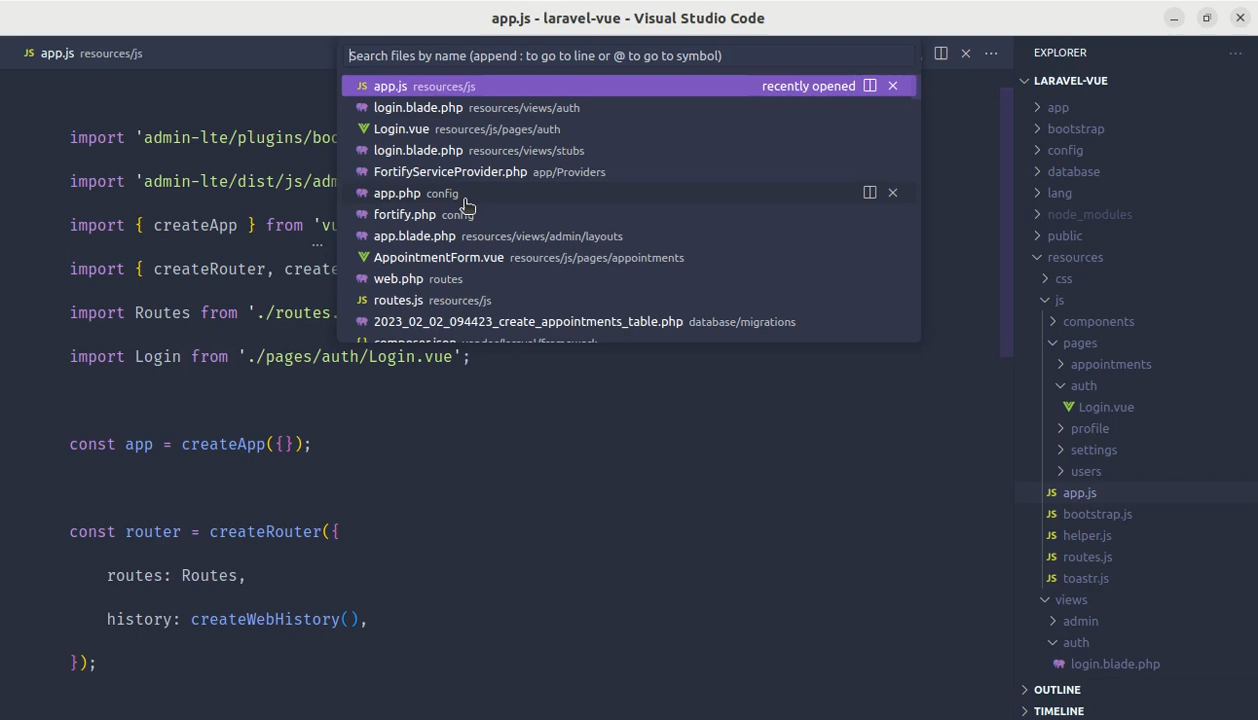 app.js - laravel-vue - Visual Studio Code
JS app.js resources/js
Search files by name (append : to go to line or @ to go to symbol)
JS app.js resources/js recently opened
login.blade.php resources/views/auth
Login.vue resources/js/pages/auth
login.blade.php resources/views/stubs
FortifyServiceProvider.php app/Providers
app.php config
fortify.php config
app.blade.php resources/views/admin/layouts
AppointmentForm.vue resources/js/pages/appointments
web.php routes
JS routes.js resources/js
2023_02_02_094423_create_appointments_table.php database/migrations
import 'admin-lte/plugins/boo
import 'admin-lte/dist/js/adm
import { createApp } from 'vu
import { createRouter, create
import Routes from './routes.
import Login from './pages/auth/Login.vue';
const app = createApp({});
const router = createRouter({
routes: Routes,
history: createWebHistory(),
});
EXPLORER
LARAVEL-VUE
app
bootstrap
config
database
lang
node_modules
public
resources
css
js
components
pages
appointments
auth
Login.vue
profile
settings
users
JS app.js
JS bootstrap.js
JS helper.js
JS routes.js
JS toastr.js
views
admin
auth
login.blade.php
OUTLINE
TIMELINE